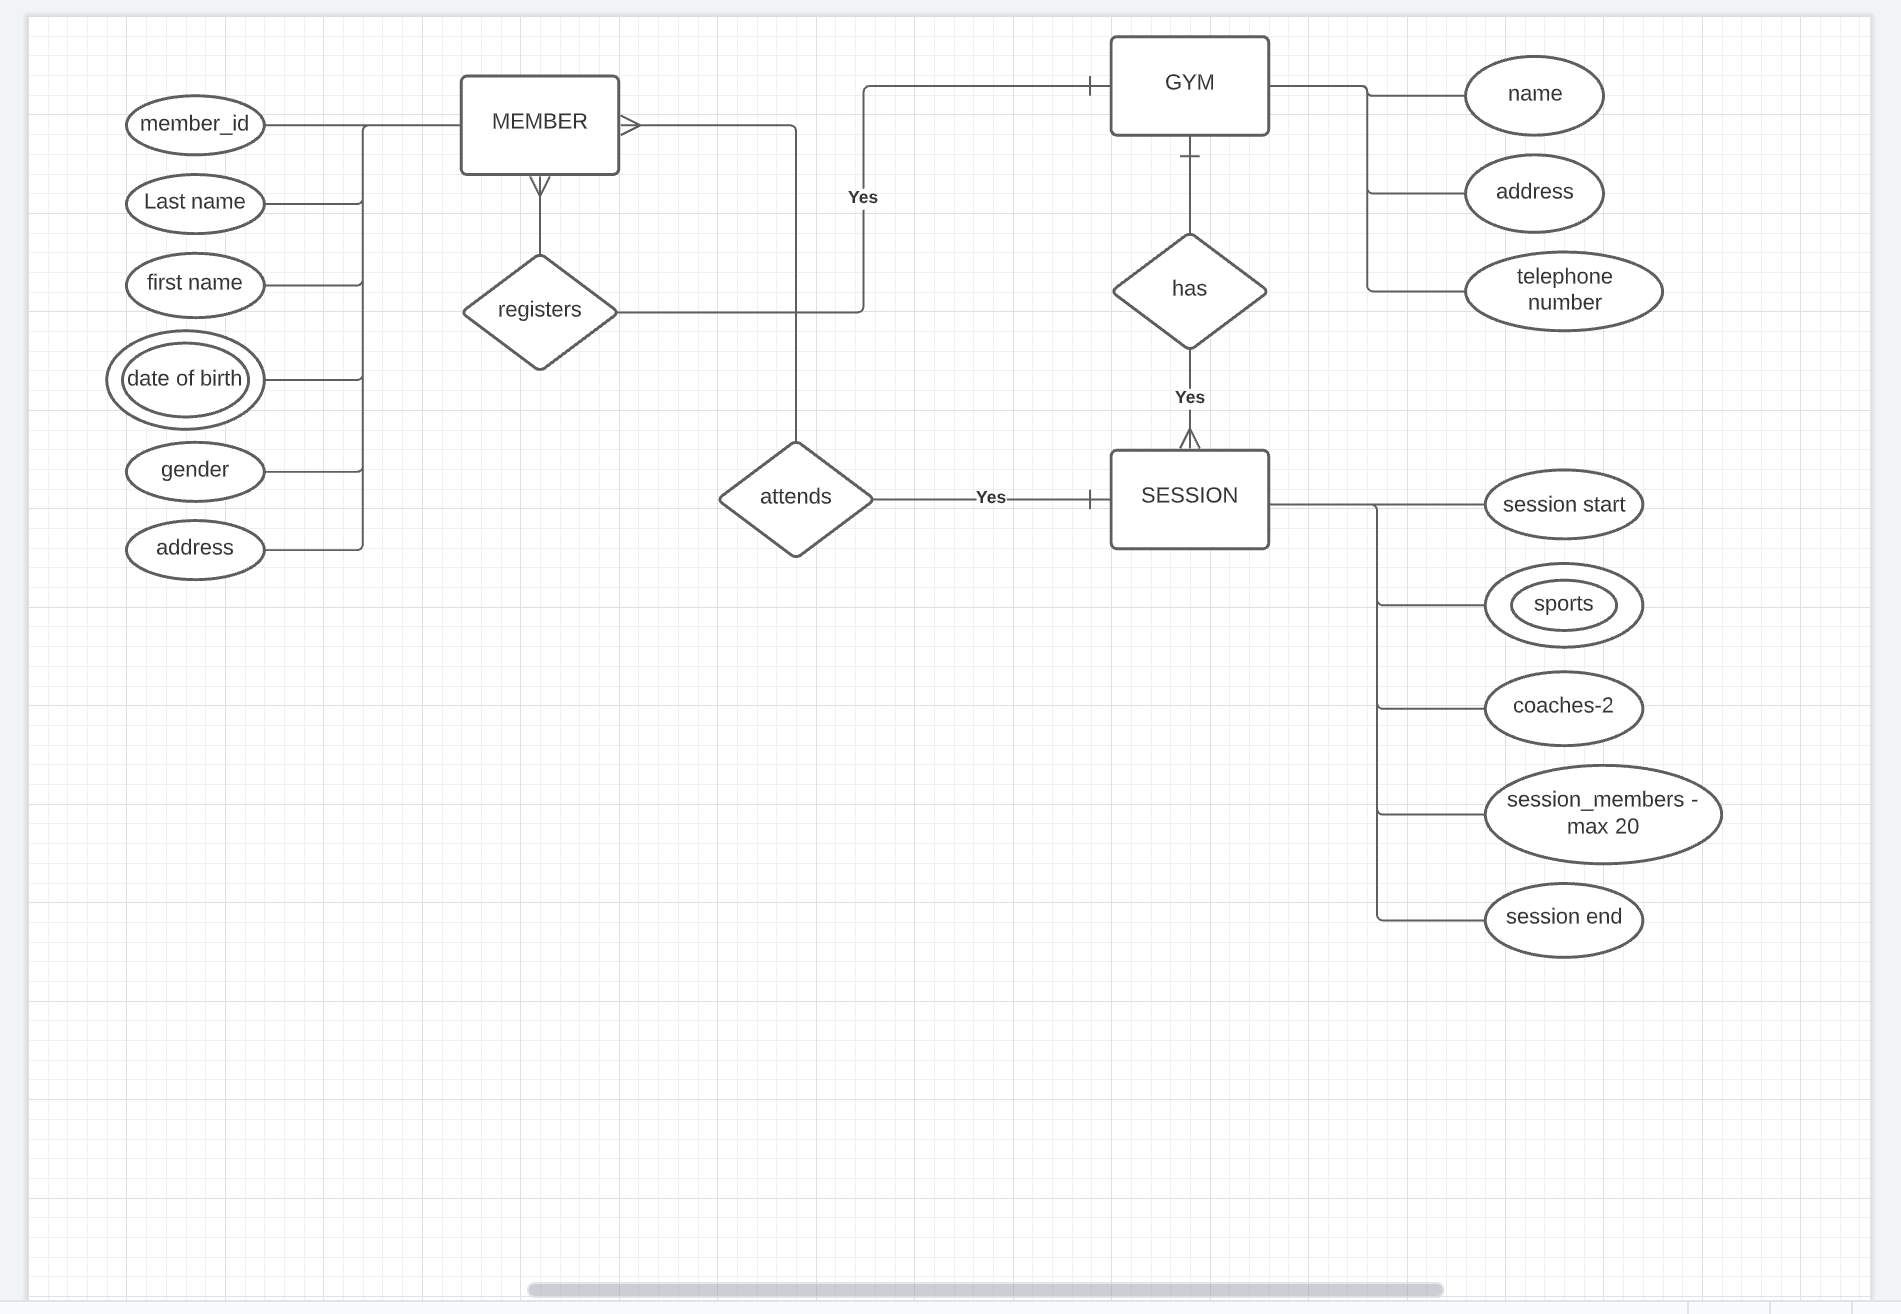 member_id
Last name
first name
date of birth
gender
address
MEMBER
registers
attends
Yes
Yes
GYM
has
Yes
SESSION
name
address
telephone
number
session start
sports
coaches-2
session_members -
max 20
session end